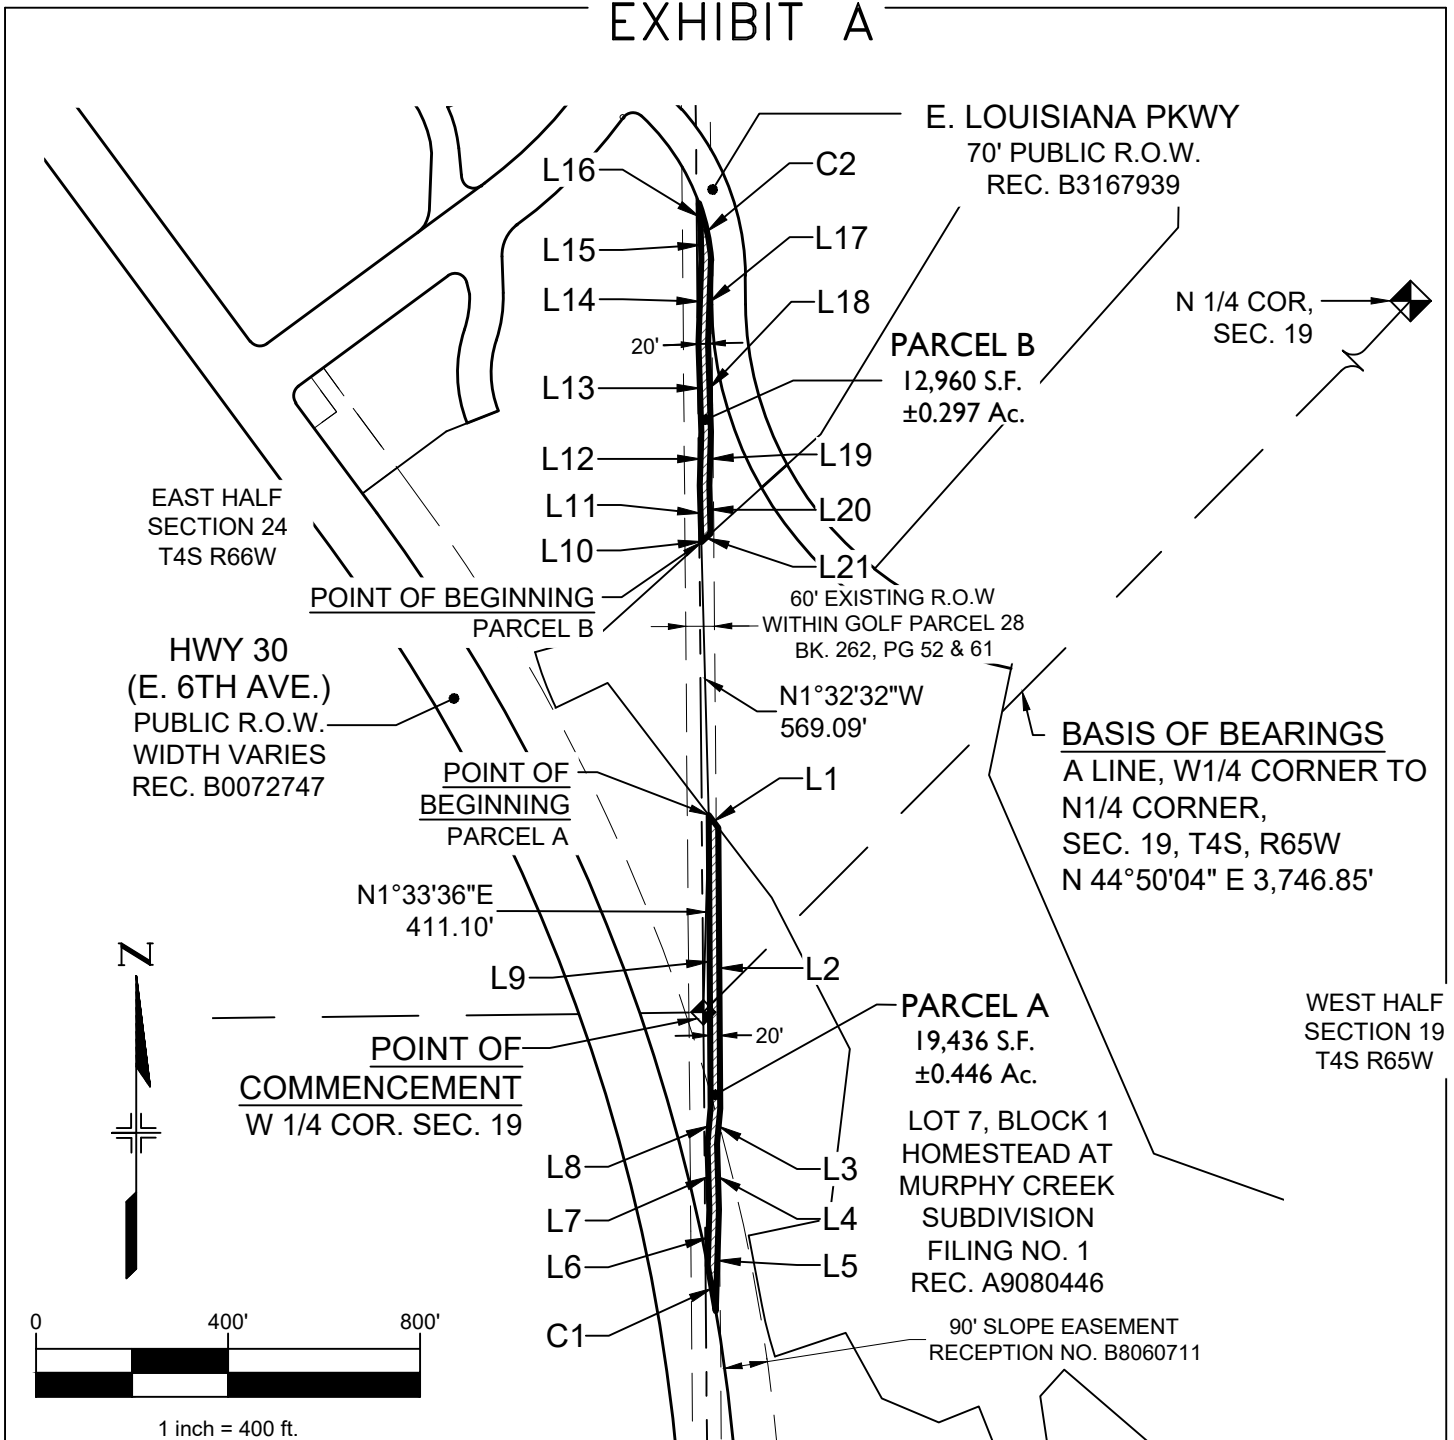 EXHIBIT A
E. LOUISIANA PKWY
70' PUBLIC R.O.W.
REC. B3167939
L16
C2
L15
L17
L14
L18
N 1/4 COR,
SEC. 19
20'
PARCEL B
12,960 S.F.
±0.297 Ac.
L13
L12
L19
L11
L20
L10
L21
EAST HALF
SECTION 24
T4S R66W
POINT OF BEGINNING
PARCEL B
60' EXISTING R.O.W
WITHIN GOLF PARCEL 28
BK. 262, PG 52 & 61
HWY 30
(E. 6TH AVE.)
PUBLIC R.O.W.
WIDTH VARIES
REC. B0072747
N1°32'32"W
569.09'
BASIS OF BEARINGS
A LINE, W1/4 CORNER TO
N1/4 CORNER,
SEC. 19, T4S, R65W
N 44°50'04" E 3,746.85'
POINT OF
BEGINNING
PARCEL A
L1
N1°33'36"E
411.10'
N
L9
L2
PARCEL A
19,436 S.F.
±0.446 Ac.
WEST HALF
SECTION 19
T4S R65W
20'
POINT OF
COMMENCEMENT
W 1/4 COR. SEC. 19
LOT 7, BLOCK 1
HOMESTEAD AT
MURPHY CREEK
SUBDIVISION
FILING NO. 1
REC. A9080446
L8
L3
L7
L4
L6
L5
C1
90' SLOPE EASEMENT
RECEPTION NO. B8060711
0 400' 800'
1 inch = 400 ft.